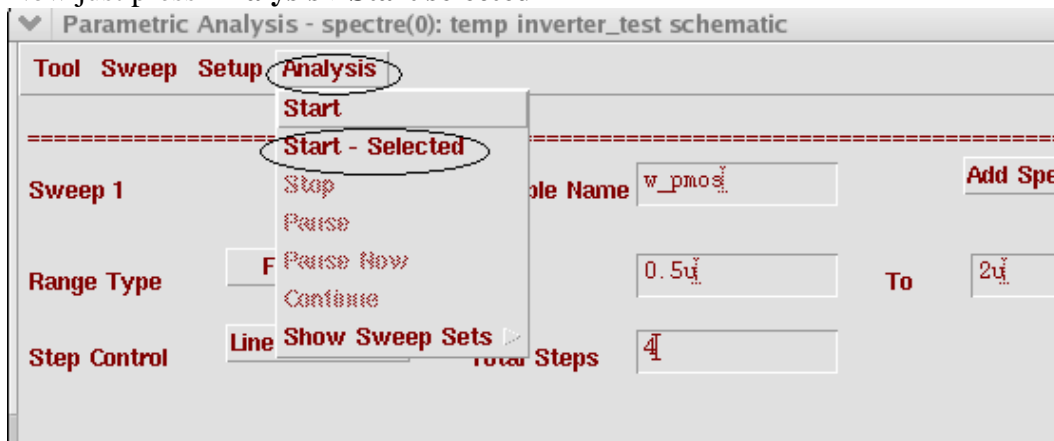 Parametric Analysis - spectre(0): temp inverter_test schematic
Tool Sweep Setup Analysis
Start
Start - Selected
Sweep 1 Stop ble Name w_pmos Add Spe
Pause
Range Type F Pause Now 0.5u To 2u
Continue
Step Control Line Show Sweep Sets Total Steps 4